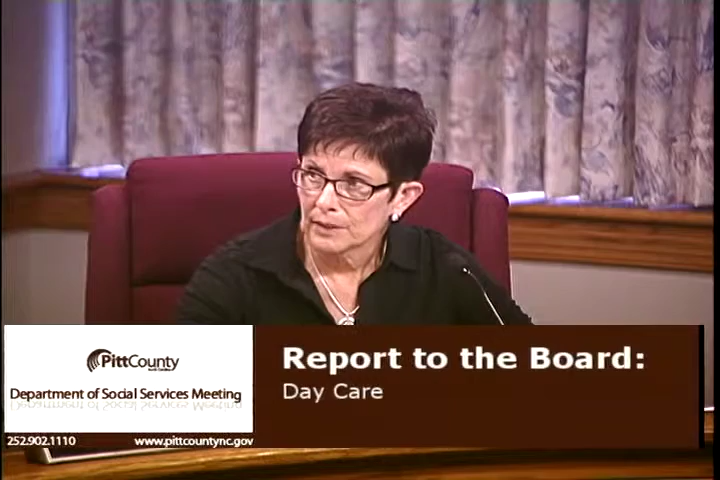 PittCounty
Department of Social Services Meeting
252.902.1110 www.pittcountync.gov
Report to the Board:
Day Care